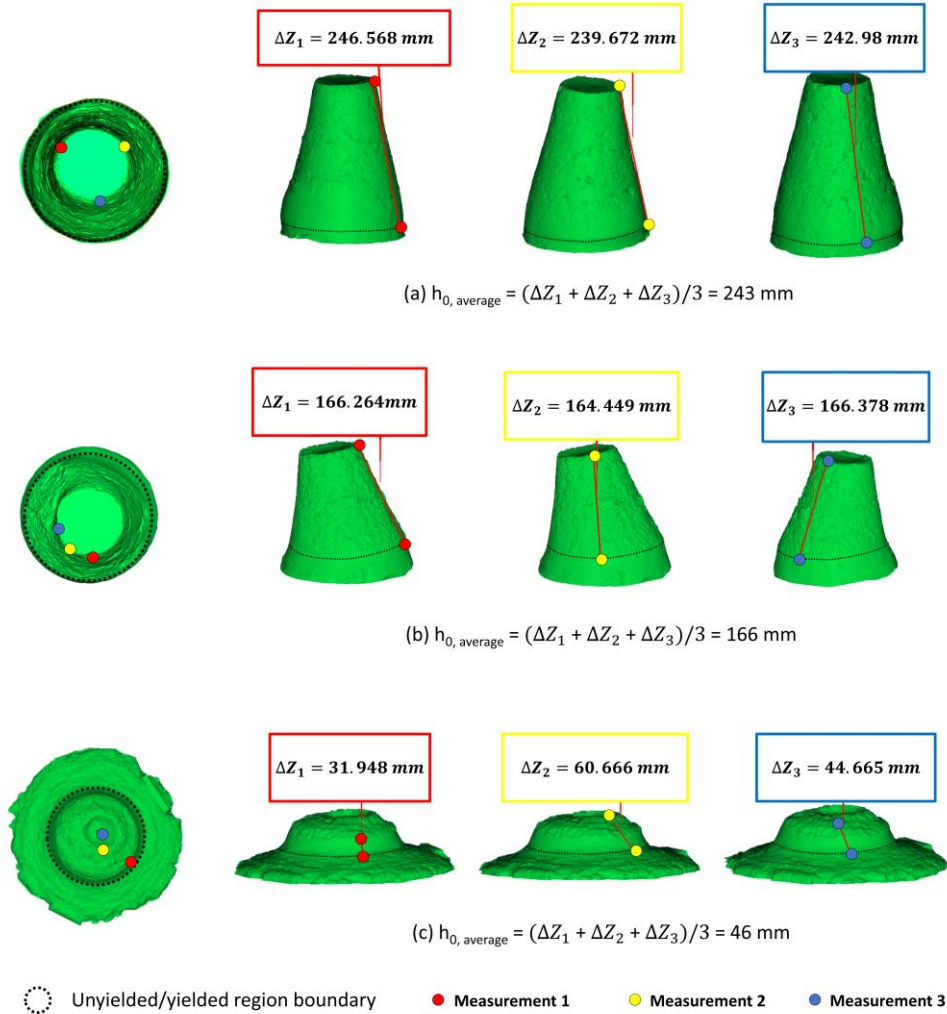 ΔZ₁ = 246.568 mm
ΔZ₂ = 239.672 mm
ΔZ₃ = 242.98 mm
(a) h₀, average = (ΔZ₁ + ΔZ₂ + ΔZ₃)/3 = 243 mm
ΔZ₁ = 166.264mm
ΔZ₂ = 164.449 mm
ΔZ₃ = 166.378 mm
(b) h₀, average = (ΔZ₁ + ΔZ₂ + ΔZ₃)/3 = 166 mm
ΔZ₁ = 31.948 mm
ΔZ₂ = 60.666 mm
ΔZ₃ = 44.665 mm
(c) h₀, average = (ΔZ₁ + ΔZ₂ + ΔZ₃)/3 = 46 mm
Unyielded/yielded region boundary
Measurement 1
Measurement 2
Measurement 3